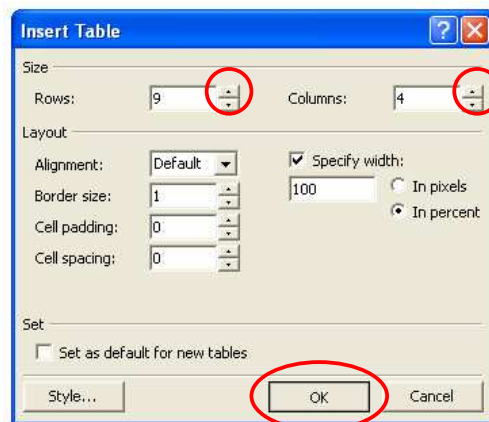 Insert Table
Size
Rows: 9 Columns: 4
Layout
Alignment: Default Specify width:
Border size: 1 100 In pixels
Cell padding: 0 In percent
Cell spacing: 0
Set
Set as default for new tables
Style... OK Cancel